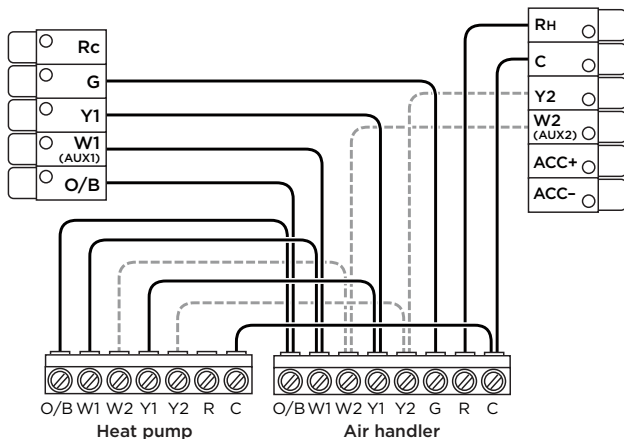 Rc
G
Y1
W1
(AUX1)
O/B
RH
C
Y2
W2
(AUX2)
ACC+
ACC−
O/B W1 W2 Y1 Y2 R C
Heat pump
O/B W1 W2 Y1 Y2 G R C
Air handler